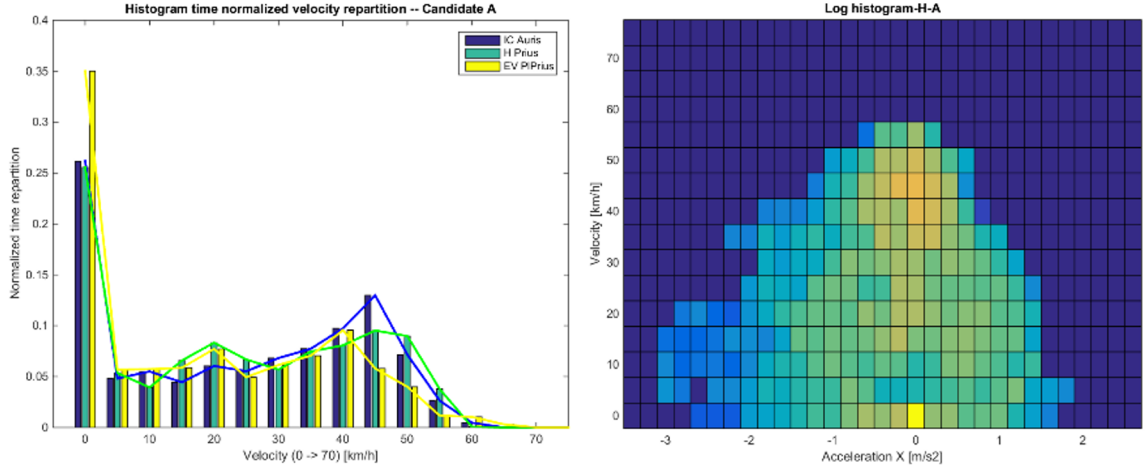 Histogram time normalized velocity repartition -- Candidate A
Normalized time repartition
0.4
0.35
0.3
0.25
0.2
0.15
0.1
0.05
0
IC Auris
H Prius
EV PIPrius
0 10 20 30 40 50 60 70
Velocity (0 -> 70) [km/h]
Log histogram-H-A
Velocity [km/h]
70
60
50
40
30
20
10
0
-3 -2 -1 0 1 2
Acceleration X [m/s2]